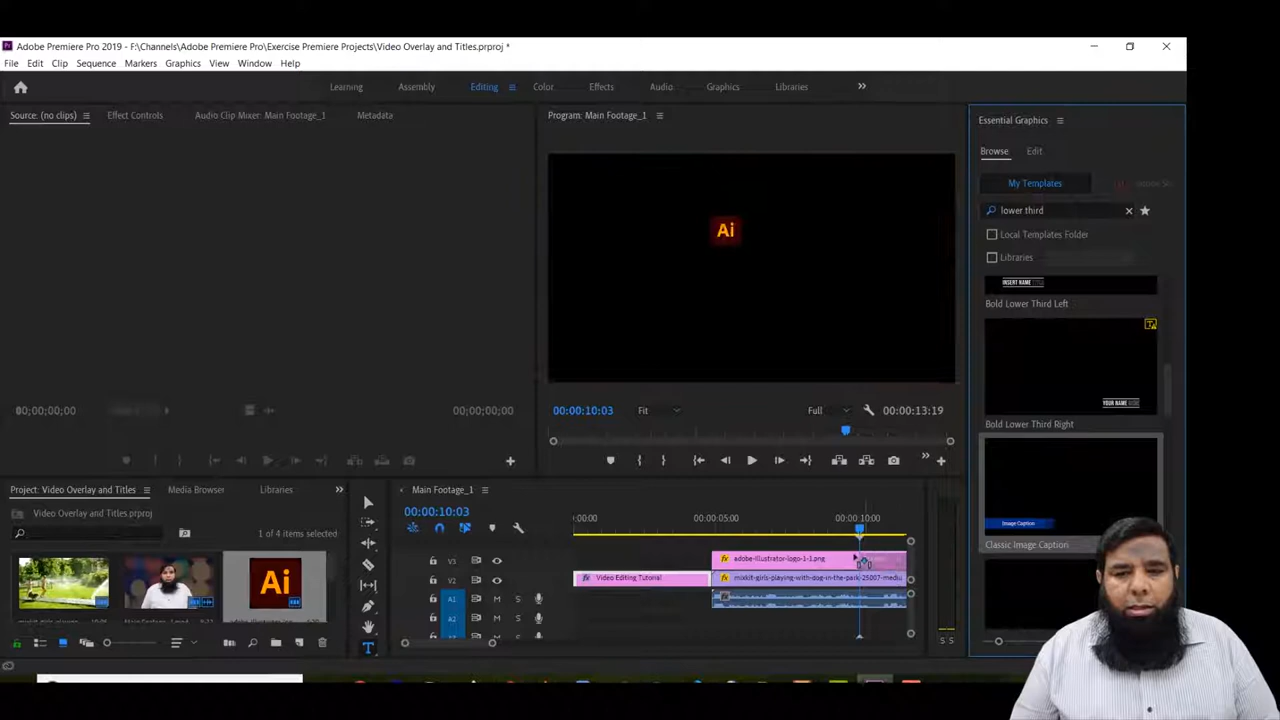 Adobe Premiere Pro 2019 - F:\Channels\Adobe Premiere Pro\Exercise Premiere Projects\Video Overlay and Titles.prproj *
File Edit Clip Sequence Markers Graphics View Window Help
Learning Assembly Editing Color Effects Audio Graphics Libraries
Source: (no clips) Effect Controls Audio Clip Mixer: Main Footage_1 Metadata
Program: Main Footage_1
Essential Graphics
Browse Edit
My Templates
lower third
Local Templates Folder
Libraries
INSERT NAME TITLE
Bold Lower Third Left
YOUR NAME HERE
Bold Lower Third Right
Image Caption
Classic Image Caption
Ai
00;00;00;00 00;00;00;00
00:00:10:03 Fit Full 00:00:13:19
Project: Video Overlay and Titles Media Browser Libraries
Video Overlay and Titles.prproj
1 of 4 items selected
Ai
Main Footage_1
00:00:10:03
:00:00 00:00:05:00 00:00:10:00
V3 adobe-illustrator-logo-1-1.png
V2 Video Editing Tutorial mixkit-girls-playing-with-dog-in-the-park-25007-mediu
A1 M S
A2 M S
S S